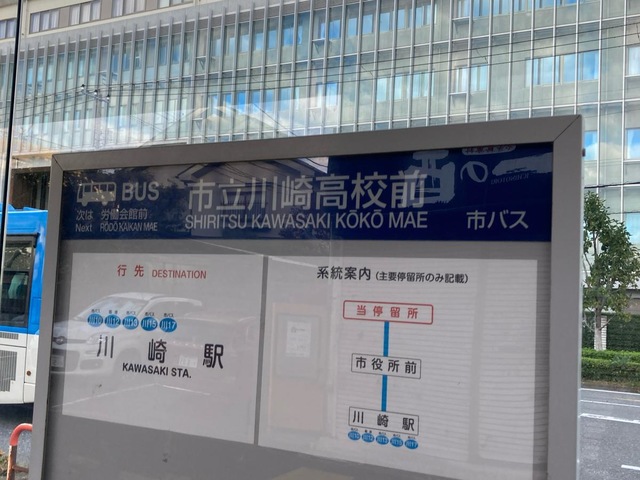 BUS
市立川崎高校前
SHIRITSU KAWASAKI KŌKŌ MAE
次は 労働会館前
Next RŌDŌ KAIKAN MAE
市バス
行先 DESTINATION
川崎駅
KAWASAKI STA.
系統案内(主要停留所のみ記載)
当停留所
市役所前
川崎駅